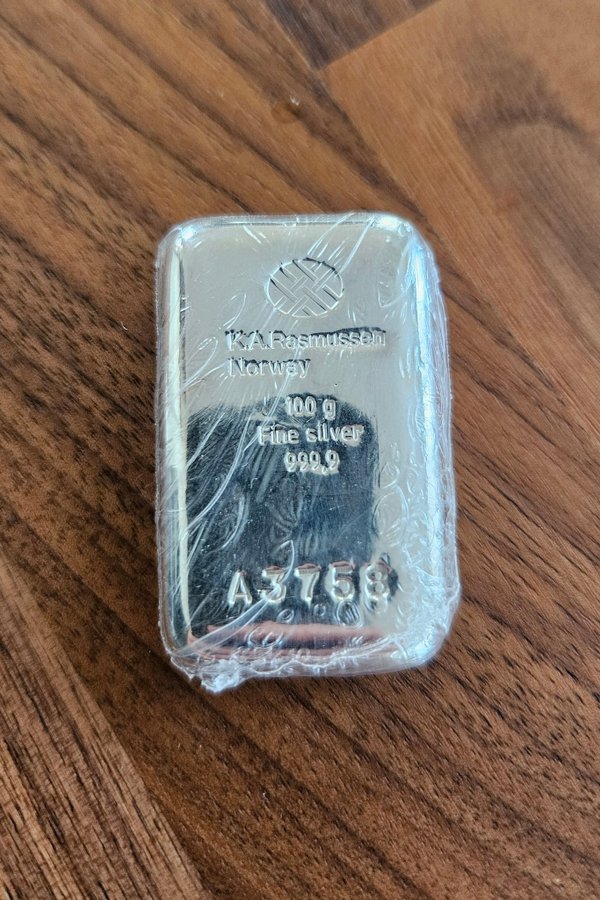 K.A.Rasmussen
Norway
100 g
Fine silver
999,9
A3758